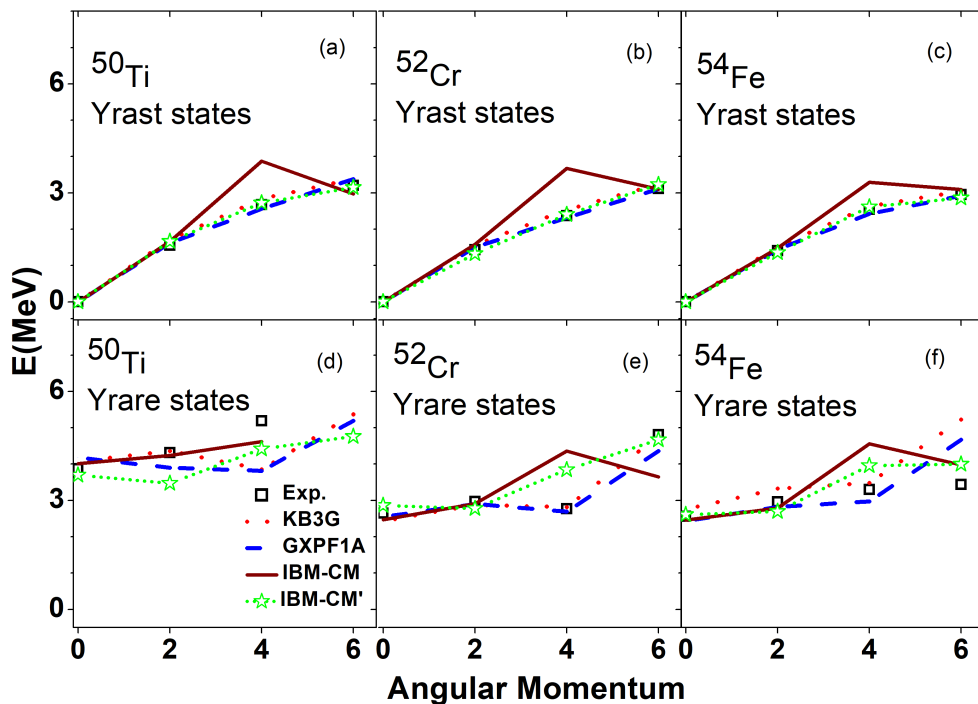 (a)
⁵⁰Ti
Yrast states
(b)
⁵²Cr
Yrast states
(c)
⁵⁴Fe
Yrast states
6
3
0
E(MeV)
(d)
⁵⁰Ti
Yrare states
(e)
⁵²Cr
Yrare states
(f)
⁵⁴Fe
Yrare states
6
3
0
Exp.
KB3G
GXPF1A
IBM-CM
IBM-CM'
0 2 4 6 0 2 4 6 0 2 4 6
Angular Momentum